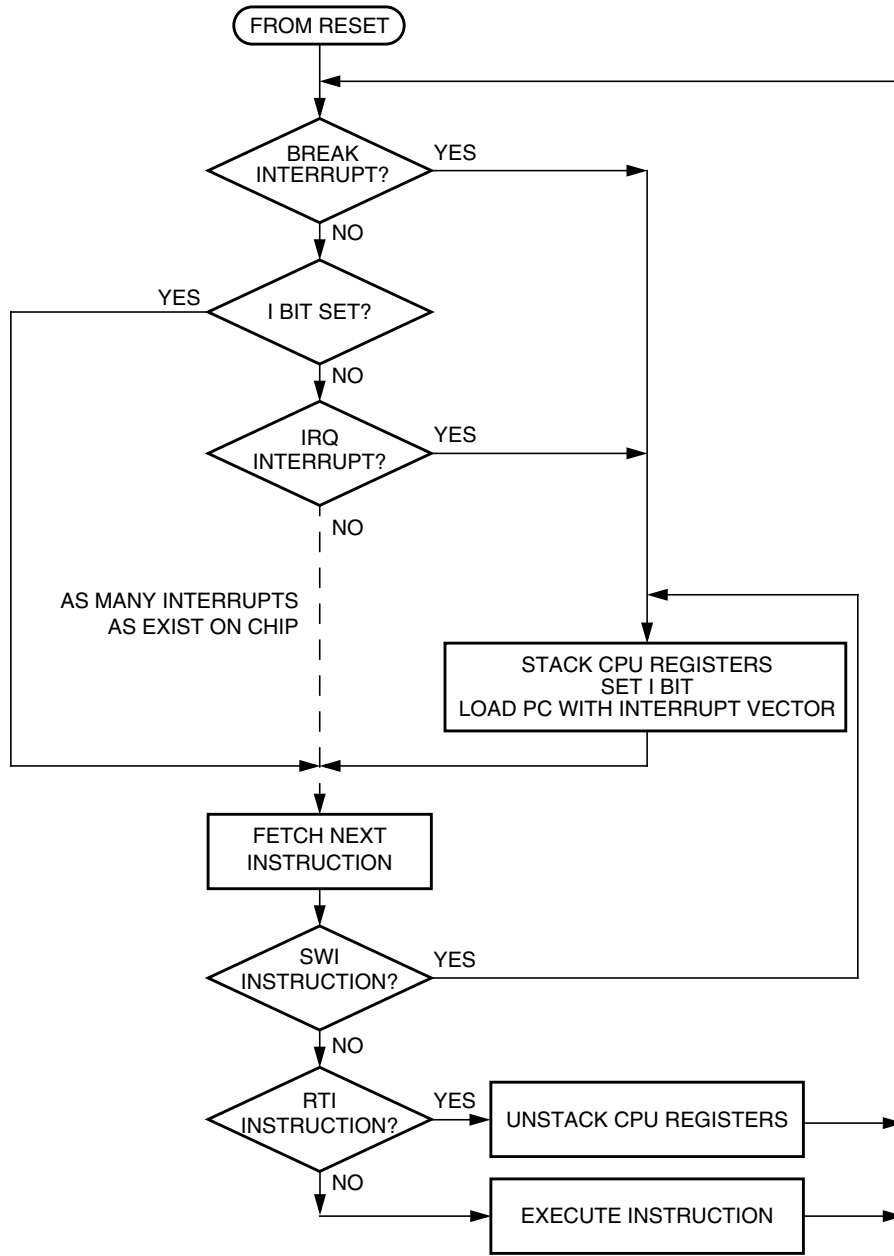 FROM RESET
BREAK
INTERRUPT?
YES
NO
I BIT SET?
YES
NO
IRQ
INTERRUPT?
YES
NO
AS MANY INTERRUPTS
AS EXIST ON CHIP
STACK CPU REGISTERS
SET I BIT
LOAD PC WITH INTERRUPT VECTOR
FETCH NEXT
INSTRUCTION
SWI
INSTRUCTION?
YES
NO
RTI
INSTRUCTION?
YES
UNSTACK CPU REGISTERS
NO
EXECUTE INSTRUCTION